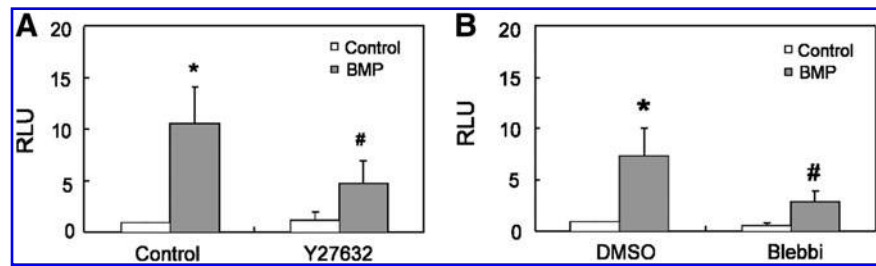 A
20
15
10
5
0
RLU
Control
BMP
*
#
Control
Y27632
B
20
15
10
5
0
RLU
Control
BMP
*
#
DMSO
Blebbi